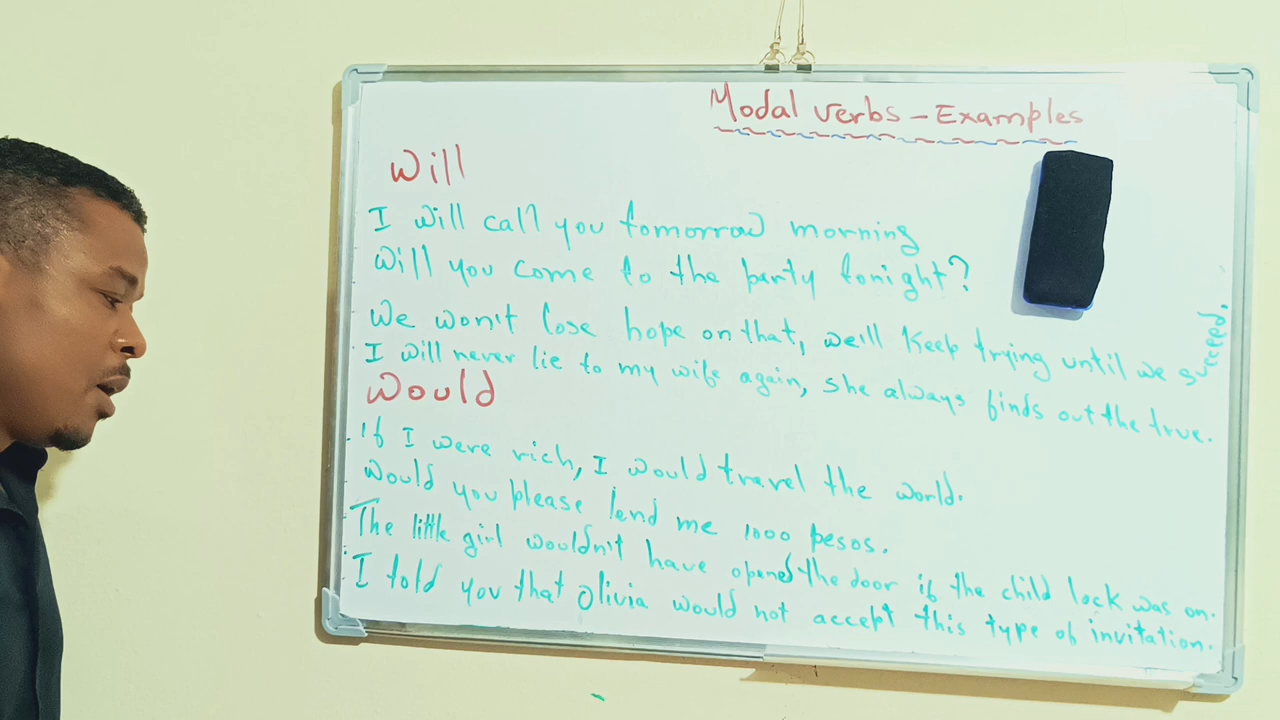 Modal verbs - Examples
Will
I will call you tomorrow morning
Will you come to the party tonight?
We won't lose hope on that, we'll keep trying until we succeed,
I will never lie to my wife again, she always finds out the true.
Would
If I were rich, I would travel the world.
Would you please lend me 1000 pesos.
The little girl wouldn't have opened the door if the child lock was on.
I told you that Olivia would not accept this type of invitation.